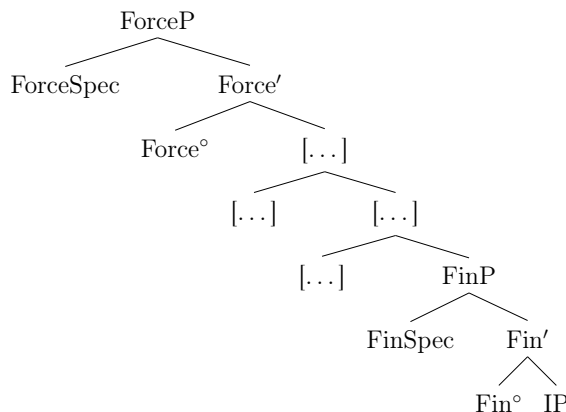 ForceP
ForceSpec Force′
Force° [...]
[...] [...]
[...] FinP
FinSpec Fin′
Fin° IP